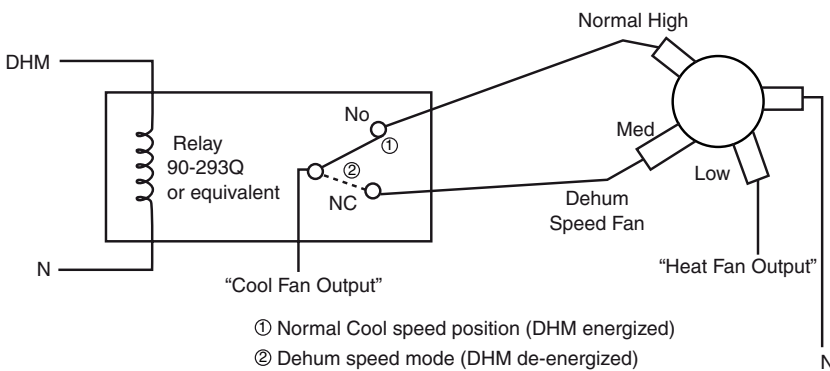 Normal High
DHM
No
①
Relay
90-293Q
or equivalent
②
NC
Med
Low
Dehum
Speed Fan
N
“Cool Fan Output”
“Heat Fan Output”
① Normal Cool speed position (DHM energized)
② Dehum speed mode (DHM de-energized)
N